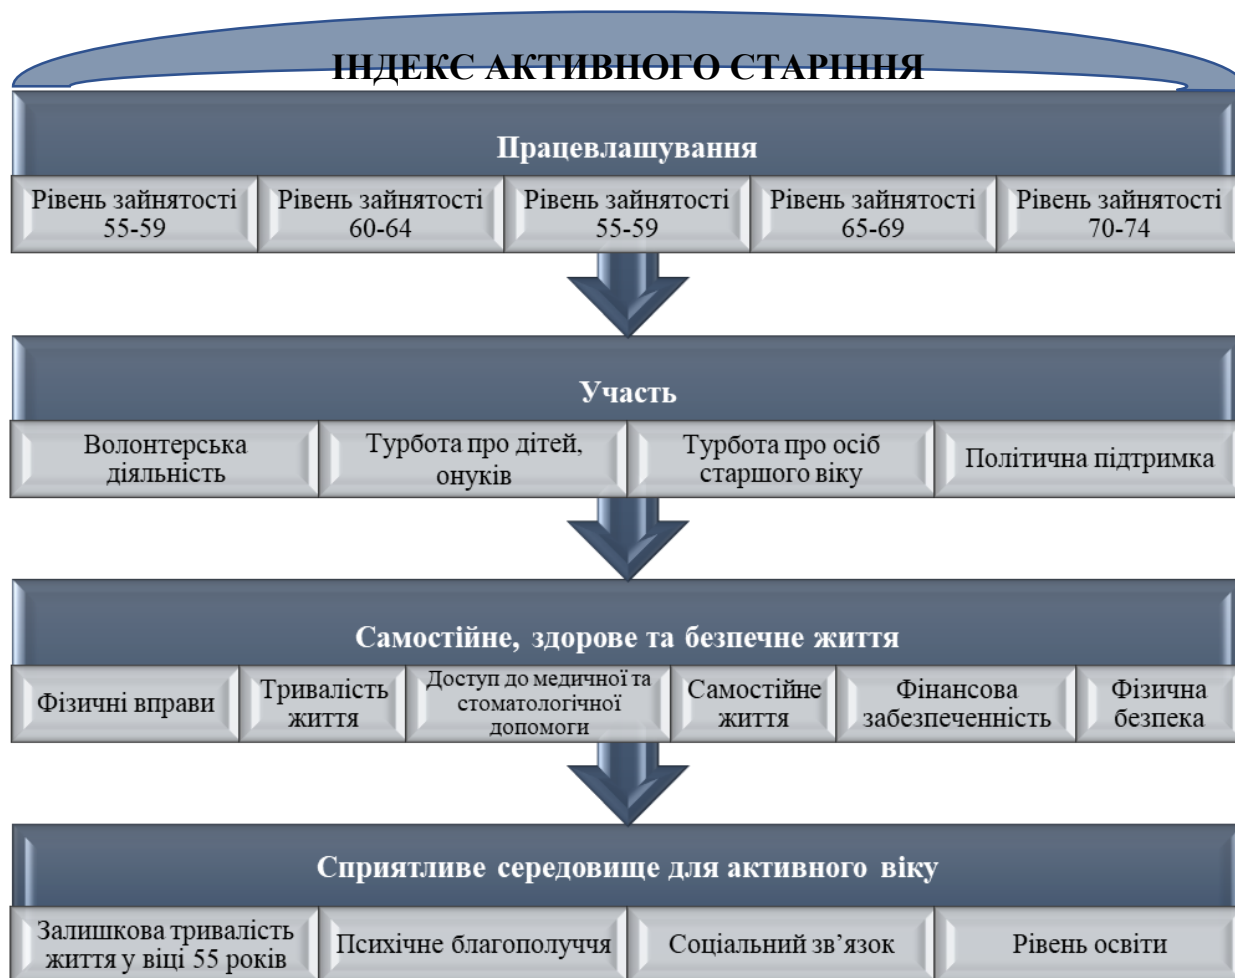 ІНДЕКС АКТИВНОГО СТАРІННЯ
Працевлашування
Рівень зайнятості
55-59
Рівень зайнятості
60-64
Рівень зайнятості
55-59
Рівень зайнятості
65-69
Рівень зайнятості
70-74
Участь
Волонтерська
діяльність
Турбота про дітей,
онуків
Турбота про осіб
старшого віку
Політична підтримка
Самостійне, здорове та безпечне життя
Фізичні вправи
Тривалість
життя
Доступ до медичної та
стоматологічної
допомоги
Самостійне
життя
Фінансова
забезпеченність
Фізична
безпека
Сприятливе середовище для активного віку
Залишкова тривалість
життя у віці 55 років
Психічне благополуччя
Соціальний зв’язок
Рівень освіти